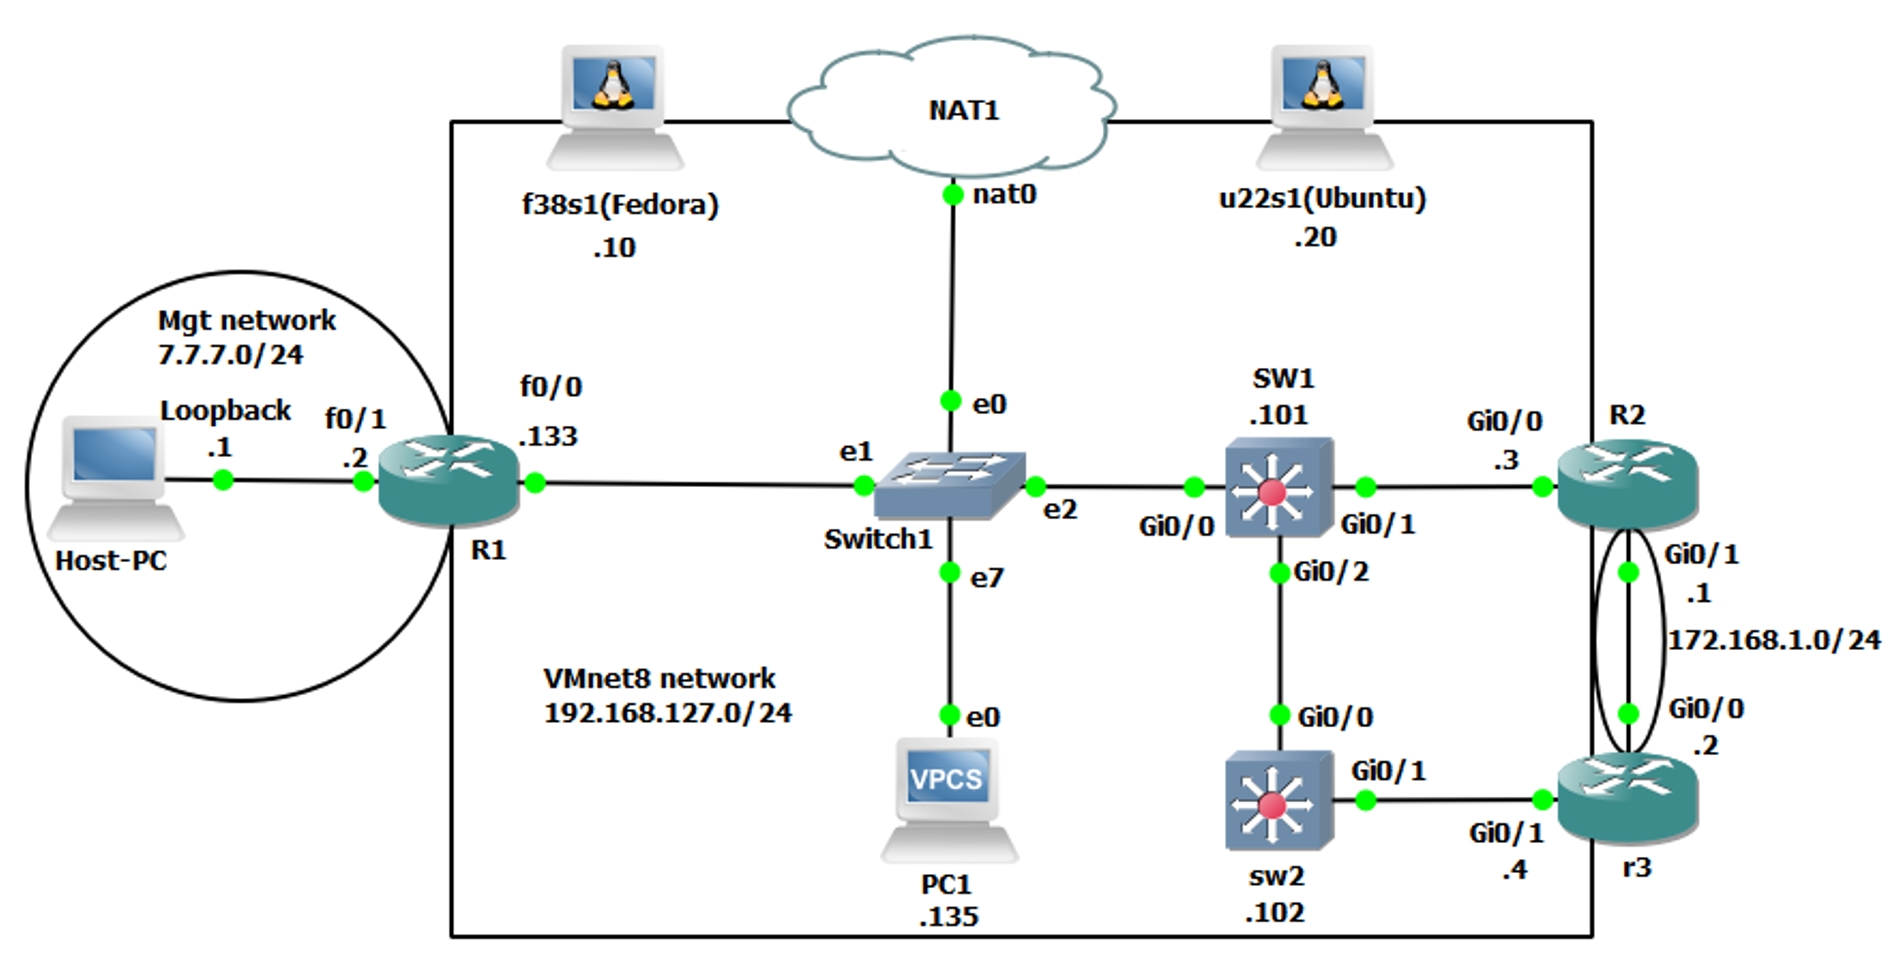 NAT1
nat0
f38s1(Fedora)
.10
u22s1(Ubuntu)
.20
Mgt network
7.7.7.0/24
Loopback
.1
f0/1
.2
Host-PC
R1
f0/0
.133
e1
e0
Switch1
e2
e7
SW1
.101
Gi0/0
Gi0/1
Gi0/2
Gi0/0
.3
R2
Gi0/1
.1
172.168.1.0/24
Gi0/0
.2
VMnet8 network
192.168.127.0/24
e0
VPCS
PC1
.135
Gi0/0
Gi0/1
sw2
.102
Gi0/1
.4
r3